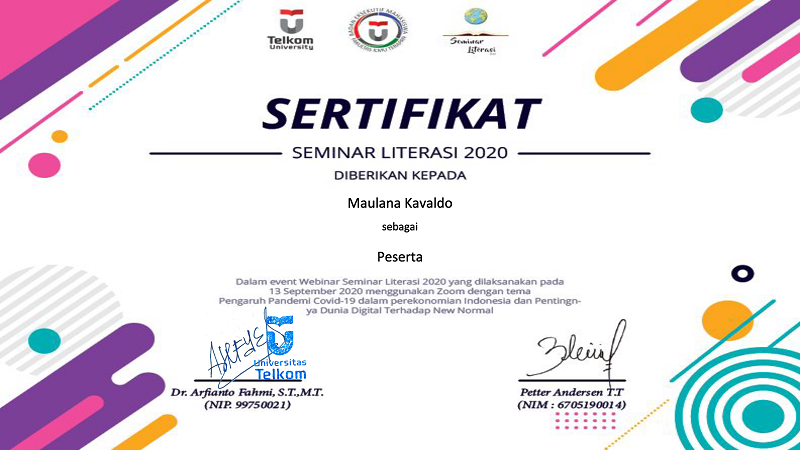 Telkom
University
BADAN EKSEKUTIF MAHASISWA
FAKULTAS ILMU TERAPAN
Seminar
Literasi
SERTIFIKAT
SEMINAR LITERASI 2020
DIBERIKAN KEPADA
Maulana Kavaldo
sebagai
Peserta
Dalam event Webinar Seminar Literasi 2020 yang dilaksanakan pada
13 September 2020 menggunakan Zoom dengan tema
Pengaruh Pandemi Covid-19 dalam perekonomian Indonesia dan Pentingn-
ya Dunia Digital Terhadap New Normal
Universitas
Telkom
Dr. Arfianto Fahmi, S.T.,M.T.
(NIP. 99750021)
Petter Andersen T.T
(NIM : 6705190014)